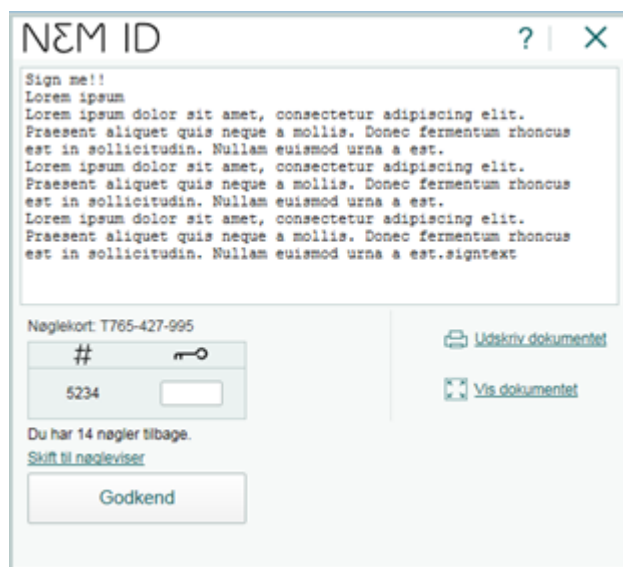 NEM ID
?
Sign me!!
Lorem ipsum
Lorem ipsum dolor sit amet, consectetur adipiscing elit.
Praesent aliquet quis neque a mollis. Donec fermentum rhoncus
est in sollicitudin. Nullam euismod urna a est.
Lorem ipsum dolor sit amet, consectetur adipiscing elit.
Praesent aliquet quis neque a mollis. Donec fermentum rhoncus
est in sollicitudin. Nullam euismod urna a est.
Lorem ipsum dolor sit amet, consectetur adipiscing elit.
Praesent aliquet quis neque a mollis. Donec fermentum rhoncus
est in sollicitudin. Nullam euismod urna a est.signtext
Nøglekort: T765-427-995
#
5234
Du har 14 nøgler tilbage.
Skift til nøgleviser
Godkend
Udskriv dokumentet
Vis dokumentet